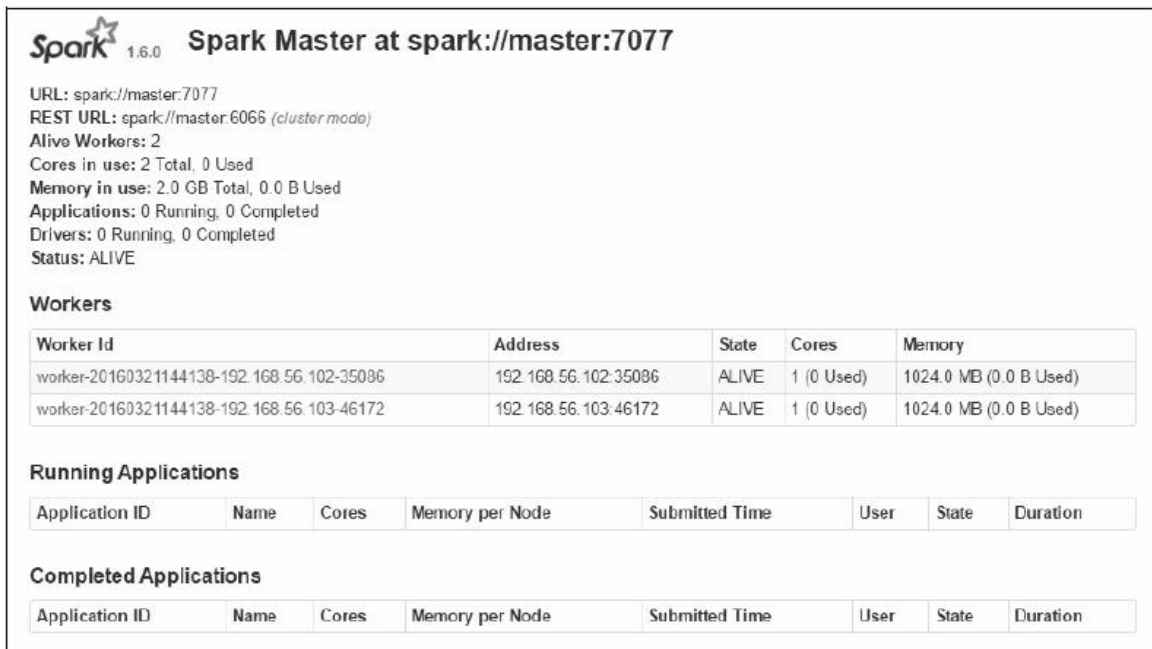 Spark 1.6.0 Spark Master at spark://master:7077
URL: spark://master:7077
REST URL: spark://master:6066 (cluster mode)
Alive Workers: 2
Cores in use: 2 Total, 0 Used
Memory in use: 2.0 GB Total, 0.0 B Used
Applications: 0 Running, 0 Completed
Drivers: 0 Running, 0 Completed
Status: ALIVE
Workers
Worker Id Address State Cores Memory
worker-20160321144138-192.168.56.102-35086 192.168.56.102:35086 ALIVE 1 (0 Used) 1024.0 MB (0.0 B Used)
worker-20160321144138-192.168.56.103-46172 192.168.56.103:46172 ALIVE 1 (0 Used) 1024.0 MB (0.0 B Used)
Running Applications
Application ID Name Cores Memory per Node Submitted Time User State Duration
Completed Applications
Application ID Name Cores Memory per Node Submitted Time User State Duration